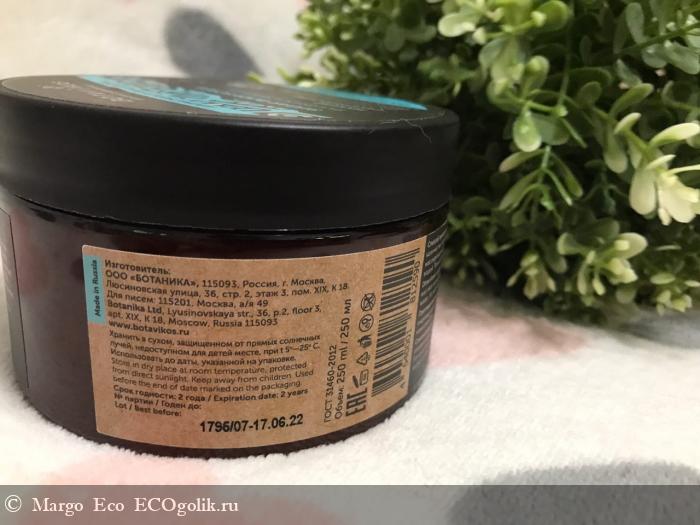 Made in Russia
Изготовитель:
ООО «БОТАНИКА», 115093, Россия, г. Москва,
Люсиновская улица, 36, стр. 2, этаж 3, пом. XIX, К 18.
Для писем: 115201, Москва, а/я 49
Botanika Ltd, Lyusinovskaya str., 36, p.2, floor 3,
apt. XIX, K 18, Moscow, Russia 115093
www.botavikos.ru
Хранить в сухом, защищенном от прямых солнечных
лучей, недоступном для детей месте, при t 5°—25° С.
Использовать до даты, указанной на упаковке.
Store in dry place at room temperature, protected
from direct sunlight. Keep away from children. Used
before the end of date marked on the packaging.
Срок годности: 2 года / Expiration date: 2 years
№ партии / Годен до:
Lot / Best before:
1796/07-17.06.22
ГОСТ 31460-2012
Объем: 250 ml / 250 мл
EAC
© Margo Eco ECOgolik.ru